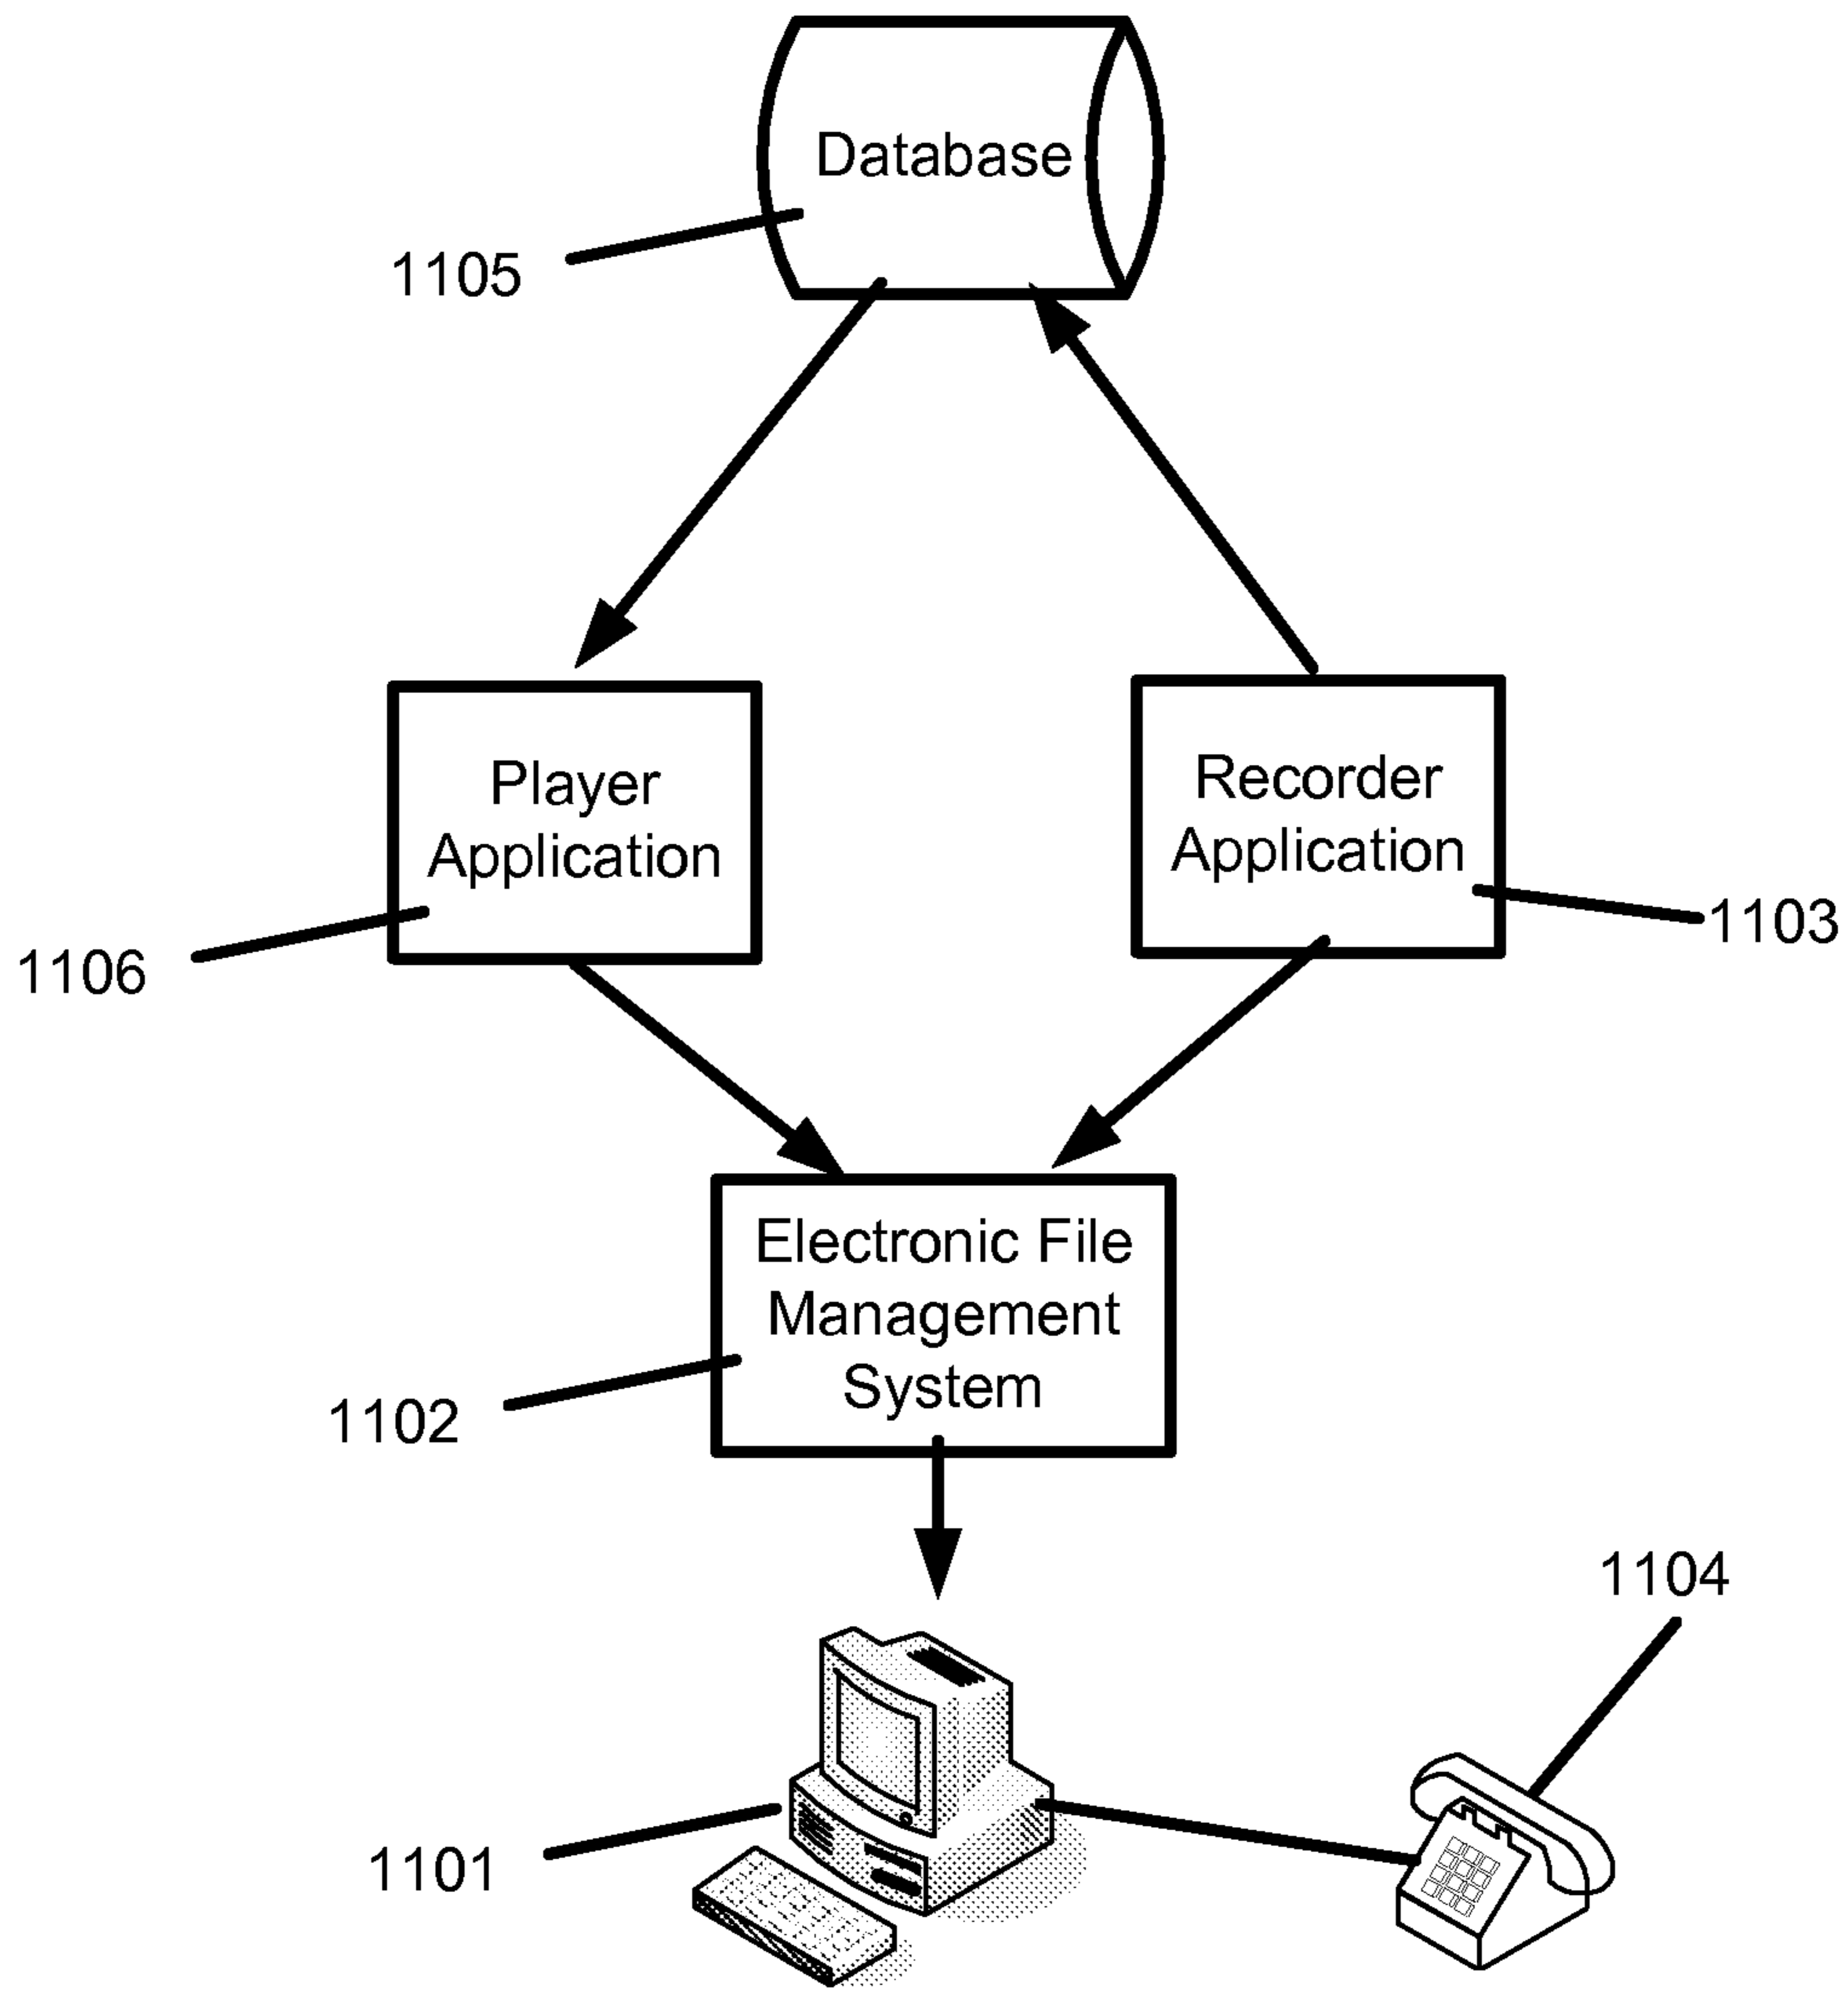 Database
1105
Player
Application
Recorder
Application
1103
1106
Electronic File
Management
System
1102
1104
1101